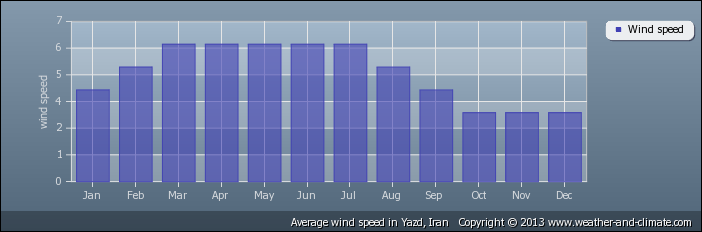 7
6
5
4
2
1
0
wind speed
Jan Feb Mar Apr May Jun Jul Aug Sep Oct Nov Dec
Wind speed
Average wind speed in Yazd, Iran Copyright © 2013 www.weather-and-climate.com